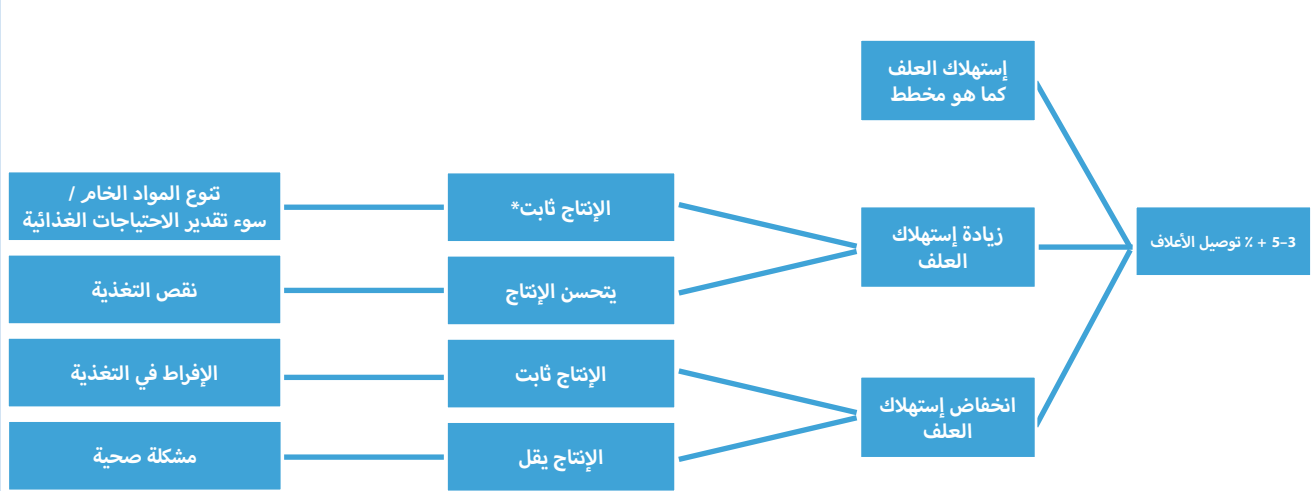 3-5 + ٪ توصيل الأعلاف
إستهلاك العلف
كما هو مخطط
زيادة إستهلاك
العلف
انخفاض إستهلاك
العلف
الإنتاج ثابت*
يتحسن الإنتاج
الإنتاج ثابت
الإنتاج يقل
تنوع المواد الخام /
سوء تقدير الاحتياجات الغذائية
نقص التغذية
الإفراط في التغذية
مشكلة صحية